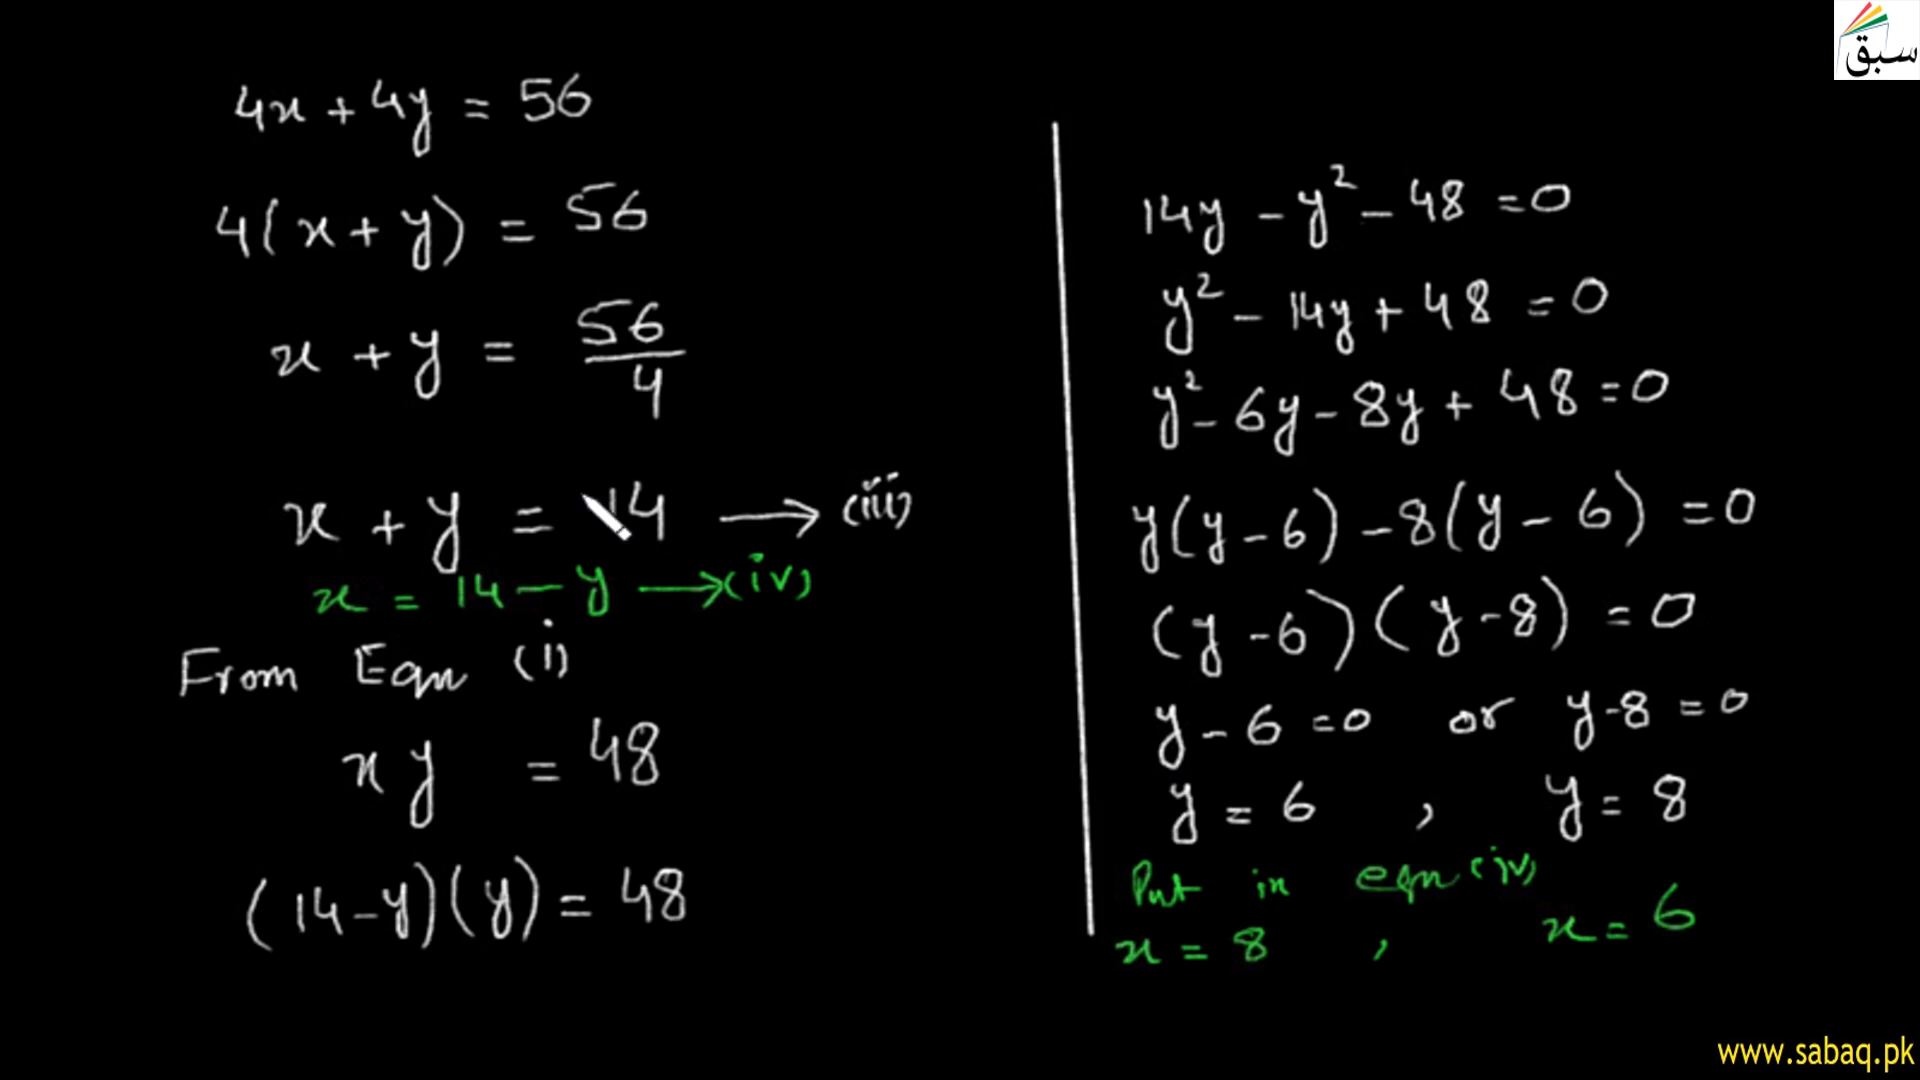 سبق
4x + 4y = 56
4(x + y) = 56
x + y = 56/4
x + y = 14 → (iii)
x = 14 - y → (iv)
From Eqn (i)
xy = 48
(14-y)(y) = 48
14y - y² - 48 = 0
y² - 14y + 48 = 0
y² - 6y - 8y + 48 = 0
y(y - 6) - 8(y - 6) = 0
(y - 6)(y - 8) = 0
y - 6 = 0 or y - 8 = 0
y = 6 , y = 8
Put in eqn (iv)
x = 8 , x = 6
www.sabaq.pk